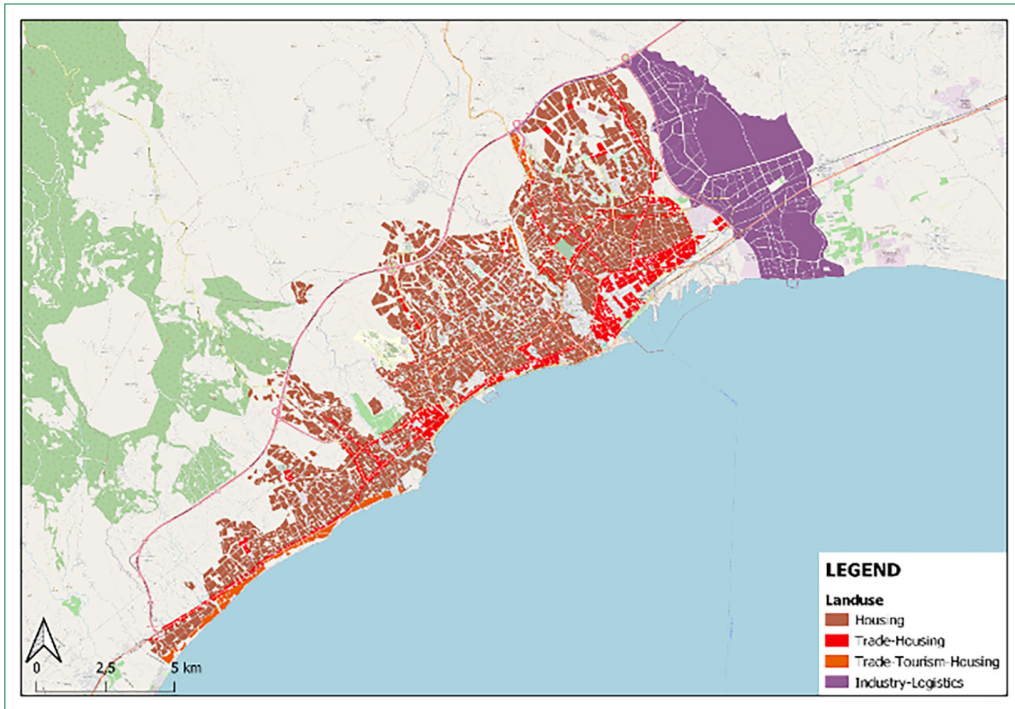 LEGEND
Landuse
Housing
Trade-Housing
Trade-Tourism-Housing
Industry-Logistics
0 2,5 5 km